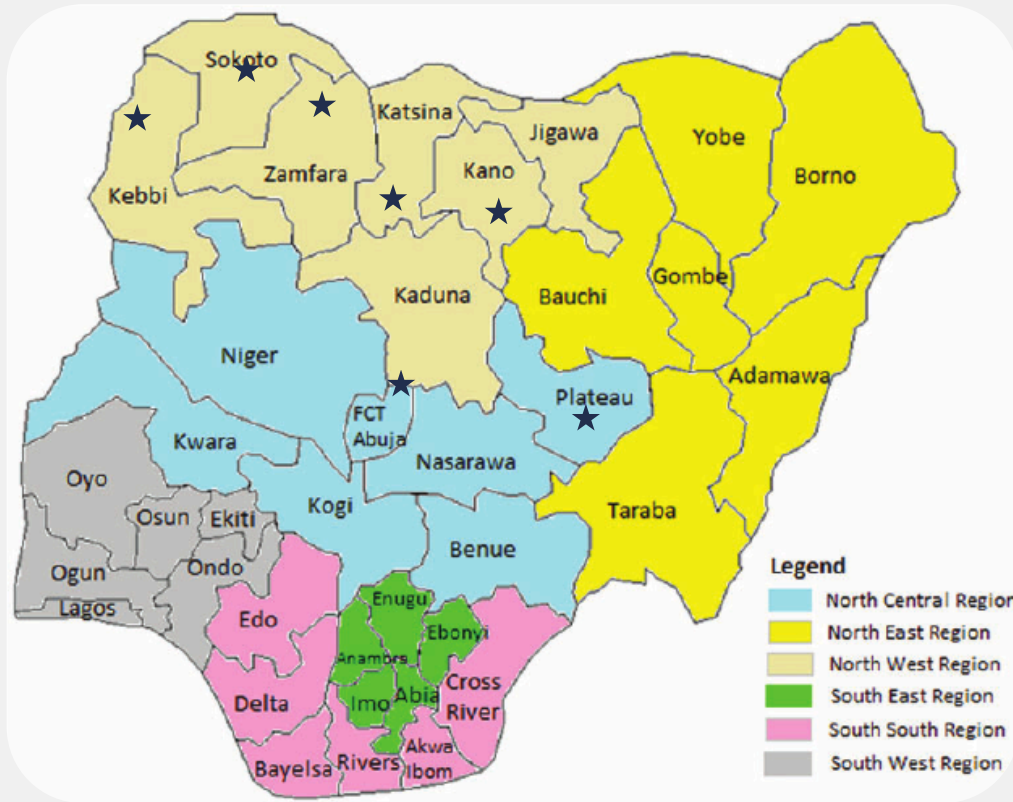 Sokoto
Katsina
Jigawa
Yobe
Kano
Zamfara
Borno
Kebbi
Gombe
Kaduna
Bauchi
Niger
Adamawa
Plateau
FCT
Abuja
Kwara
Nasarawa
Oyo
Kogi
Taraba
Osun
Ekiti
Benue
Ondo
Ogun
Lagos
Enugu
Edo
Ebonyi
Anambra
Cross
River
Abia
Imo
Delta
Akwa
Ibom
Rivers
Bayelsa
Legend
North Central Region
North East Region
North West Region
South East Region
South South Region
South West Region